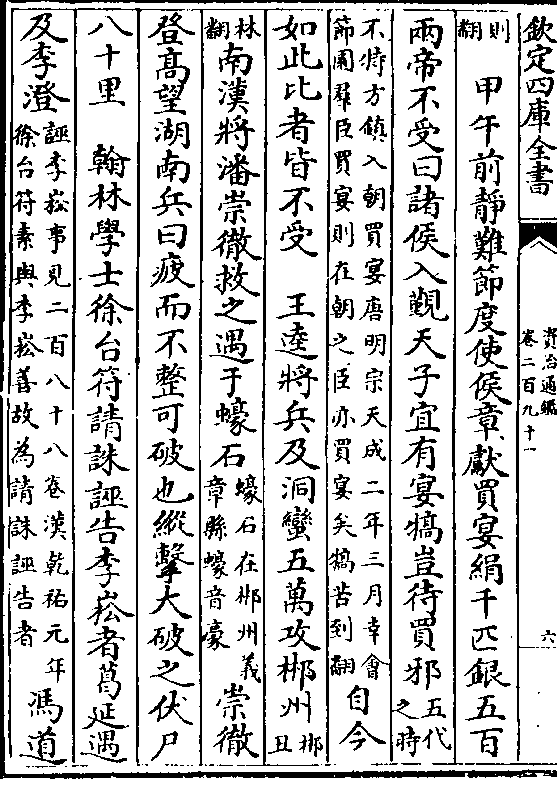 欽定四庫全書
資治通鑑
卷二百九十一
六
則翻 甲午前靜難節度使侯章獻買宴絹千匹銀五百
兩帝不受曰諸侯入覲天子宜有宴犒豈待買邪五代之時
不特方鎮入朝買宴唐明宗天成二年三月幸會
節園羣臣買宴則在朝之臣亦買宴矣犒苦到翻
自今
如此比者皆不受 王逵將兵及洞蠻五萬攻郴州郴丑
林翻南漢將潘崇徹救之遇于蠔石
蠔石在郴州義
章縣蠔音豪
崇徹
登高望湖南兵曰疲而不整可破也縱擊大破之伏尸
八十里 翰林學士徐台符請誅誣告李崧者葛延遇
及李澄
誣李崧事見二百八十八卷漢乾祐元年
徐台符素與李崧善故為請誅誣告者
馮道